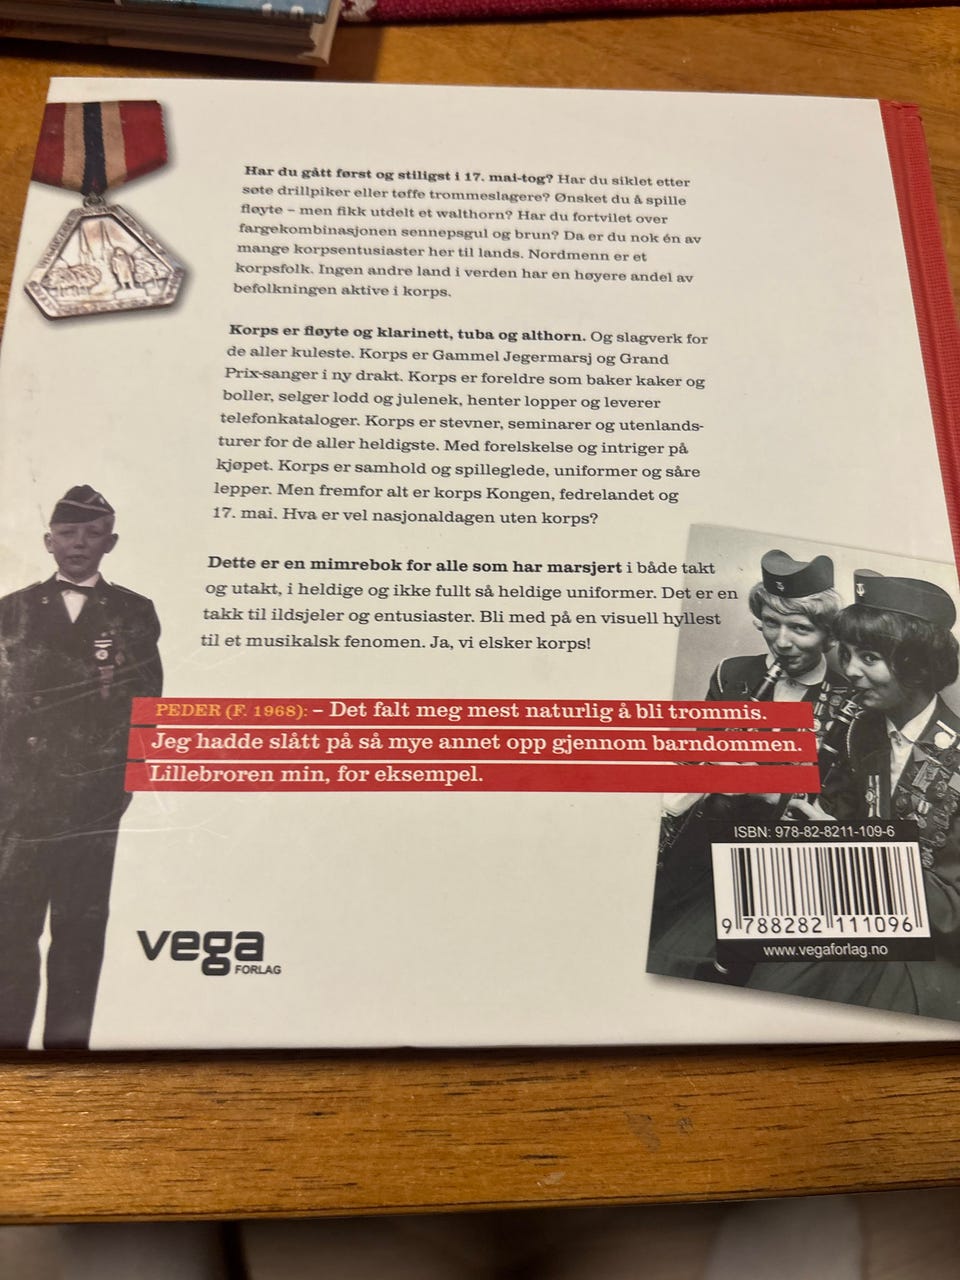 Har du gått først og stiligst i 17. mai-tog? Har du siklet etter
søte drillpiker eller tøffe trommeslagere? Ønsket du å spille
fløyte – men fikk utdelt et walthorn? Har du fortvilet over
fargekombinasjonen sennepsgul og brun? Da er du nok én av
mange korpsentusiaster her til lands. Nordmenn er et
korpsfolk. Ingen andre land i verden har en høyere andel av
befolkningen aktive i korps.
Korps er fløyte og klarinett, tuba og althorn. Og slagverk for
de aller kuleste. Korps er Gammel Jegermarsj og Grand
Prix-sanger i ny drakt. Korps er foreldre som baker kaker og
boller, selger lodd og julenek, henter lopper og leverer
telefonkataloger. Korps er stevner, seminarer og utenlands-
turer for de aller heldigste. Med forelskelse og intriger på
kjøpet. Korps er samhold og spilleglede, uniformer og såre
lepper. Men fremfor alt er korps Kongen, fedrelandet og
17. mai. Hva er vel nasjonaldagen uten korps?
Dette er en mimrebok for alle som har marsjert i både takt
og utakt, i heldige og ikke fullt så heldige uniformer. Det er en
takk til ildsjeler og entusiaster. Bli med på en visuell hyllest
til et musikalsk fenomen. Ja, vi elsker korps!
PEDER (F. 1968): – Det falt meg mest naturlig å bli trommis.
Jeg hadde slått på så mye annet opp gjennom barndommen.
Lillebroren min, for eksempel.
ISBN: 978-82-8211-109-6
9 788282 111096
www.vegaforlag.no
vega
FORLAG